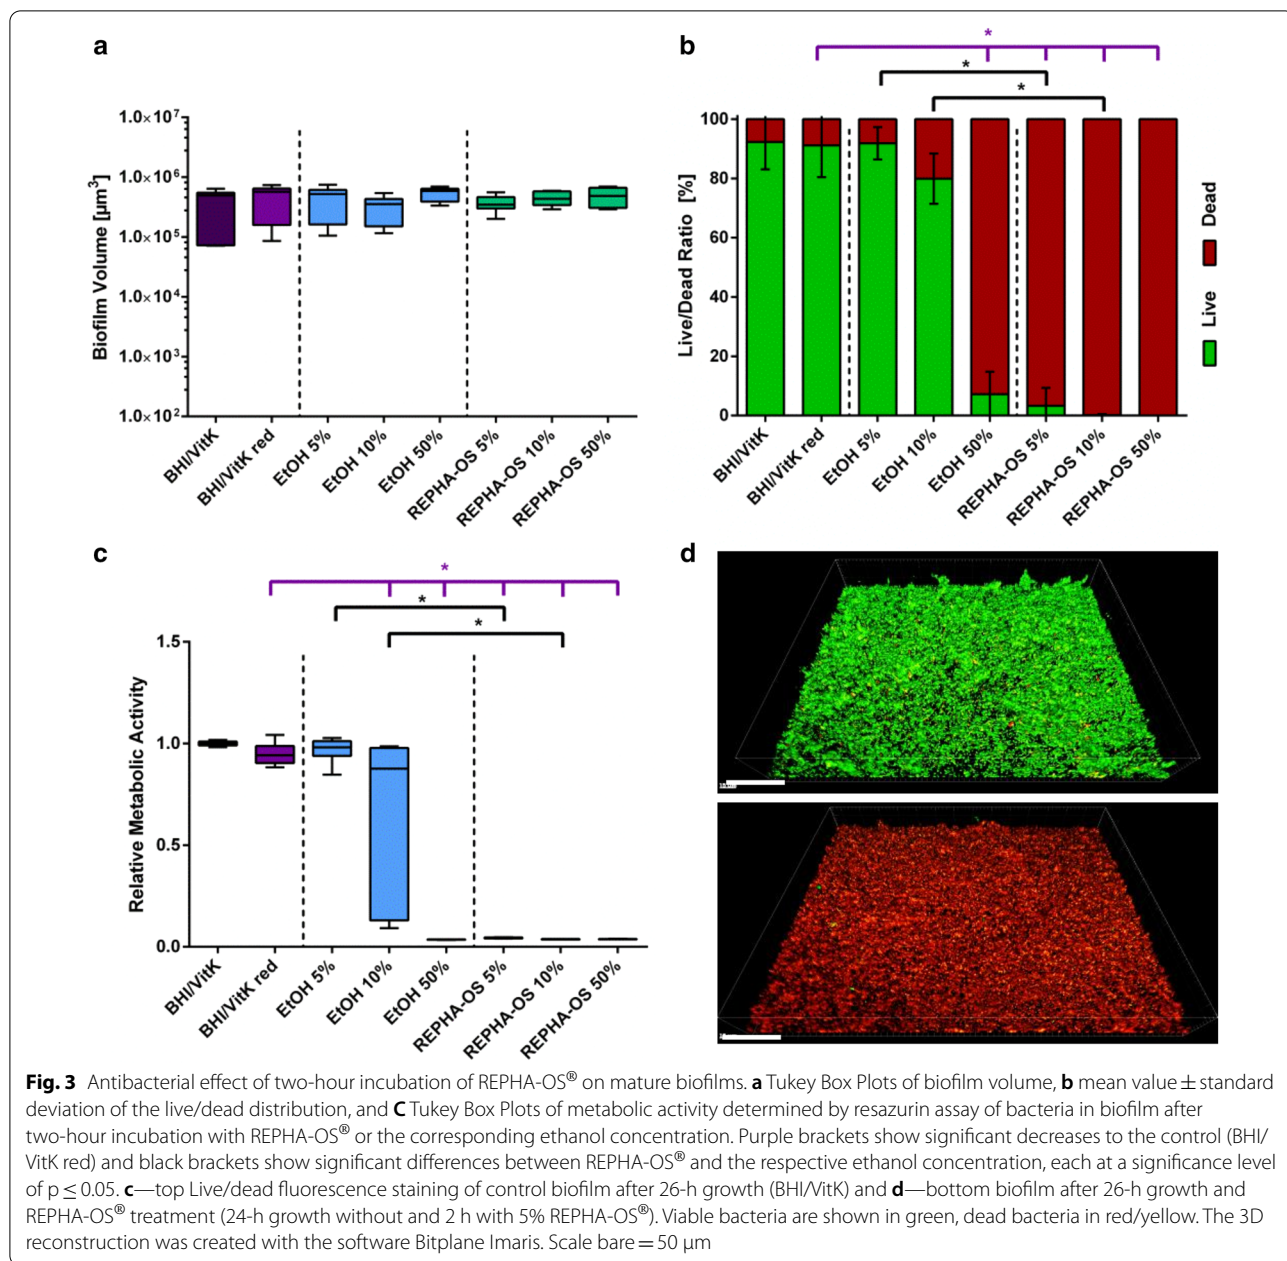 a
Biofilm Volume [µm³]
1.0×10⁷
1.0×10⁶
1.0×10⁵
1.0×10⁴
1.0×10³
1.0×10²
BHI/VitK
BHI/VitK red
EtOH 5%
EtOH 10%
EtOH 50%
REPHA-OS 5%
REPHA-OS 10%
REPHA-OS 50%
b
*
*
*
Live/Dead Ratio [%]
100
80
60
40
20
0
BHI/VitK
BHI/VitK red
EtOH 5%
EtOH 10%
EtOH 50%
REPHA-OS 5%
REPHA-OS 10%
REPHA-OS 50%
Live
Dead
c
*
*
*
Relative Metabolic Activity
1.5
1.0
0.5
0.0
BHI/VitK
BHI/VitK red
EtOH 5%
EtOH 10%
EtOH 50%
REPHA-OS 5%
REPHA-OS 10%
REPHA-OS 50%
d
Fig. 3 Antibacterial effect of two-hour incubation of REPHA-OS® on mature biofilms. a Tukey Box Plots of biofilm volume, b mean value ± standard
deviation of the live/dead distribution, and C Tukey Box Plots of metabolic activity determined by resazurin assay of bacteria in biofilm after
two-hour incubation with REPHA-OS® or the corresponding ethanol concentration. Purple brackets show significant decreases to the control (BHI/
VitK red) and black brackets show significant differences between REPHA-OS® and the respective ethanol concentration, each at a significance level
of p ≤ 0.05. c—top Live/dead fluorescence staining of control biofilm after 26-h growth (BHI/VitK) and d—bottom biofilm after 26-h growth and
REPHA-OS® treatment (24-h growth without and 2 h with 5% REPHA-OS®). Viable bacteria are shown in green, dead bacteria in red/yellow. The 3D
reconstruction was created with the software Bitplane Imaris. Scale bare = 50 µm